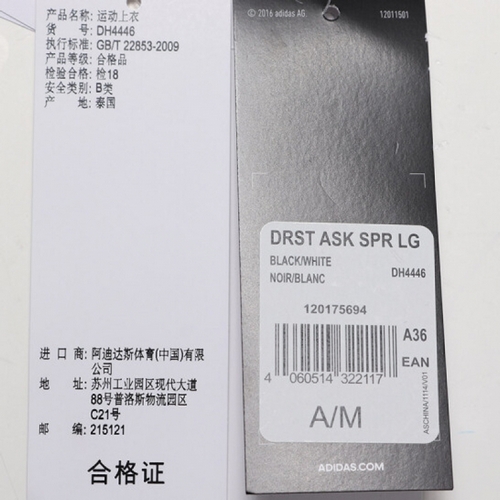 产品名称: 运动上衣
货 号: DH4446
执行标准: GB/T 22853-2009
产品等级: 合格品
检验合格: 检18
安全类别: B类
产 地: 泰国
进 口 商: 阿迪达斯体育(中国)有限
公司
地 址: 苏州工业园区现代大道
88号普洛斯物流园区
C21号
邮 编: 215121
合格证
© 2016 adidas AG
12011501
DRST ASK SPR LG
BLACK/WHITE
NOIR/BLANC
DH4446
120175694
A36
EAN
4 060514 322117
A/M
ASCHINA/1114/V01
ADIDAS.COM